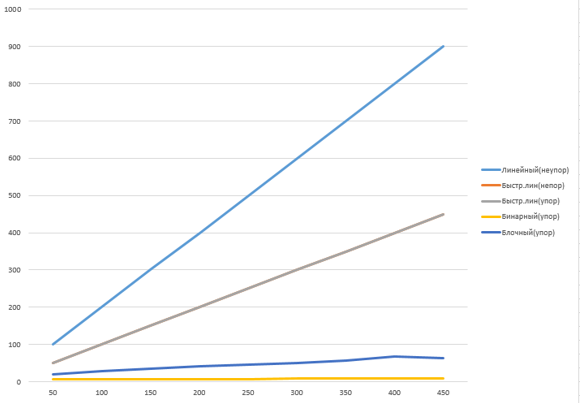 1000
900
800
700
600
500
400
300
200
100
0
50 100 150 200 250 300 350 400 450
Линейный(неупор)
Быстр.лин(непор)
Быстр.лин(упор)
Бинарный(упор)
Блочный(упор)